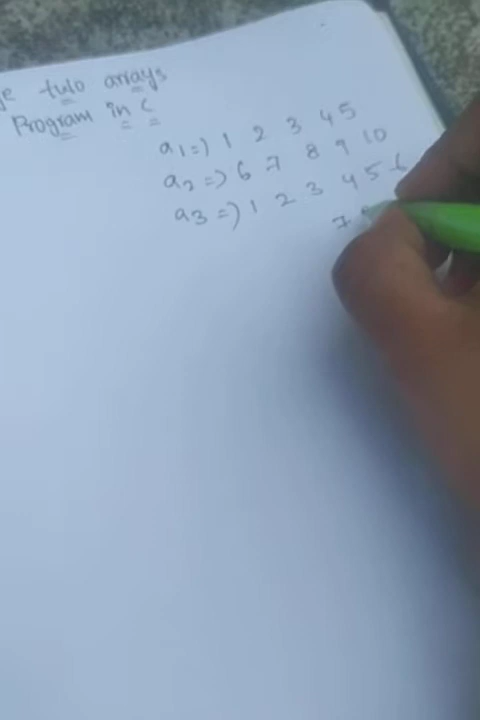 two arrays
Program in C
a1=) 1 2 3 4 5
a2=) 6 7 8 9 10
a3=) 1 2 3 4 5 6
7